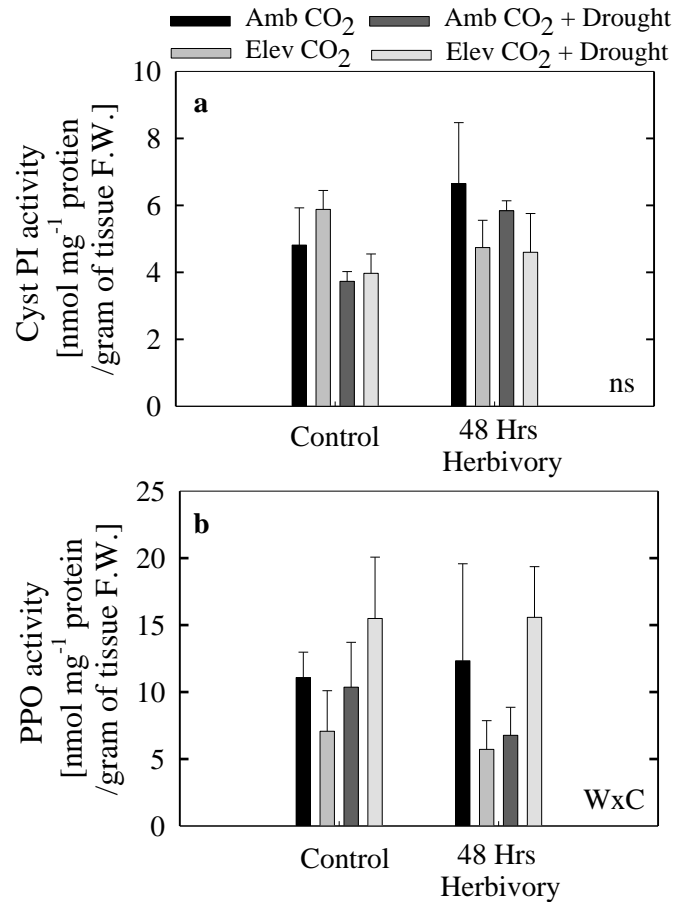 Amb CO₂ Amb CO₂ + Drought
Elev CO₂ Elev CO₂ + Drought
a
Cyst PI activity
[nmol mg⁻¹ protien
/gram of tissue F.W.]
10
8
6
4
2
0
ns
Control
48 Hrs
Herbivory
b
PPO activity
[nmol mg⁻¹ protein
/gram of tissue F.W.]
25
20
15
10
5
0
WxC
Control
48 Hrs
Herbivory